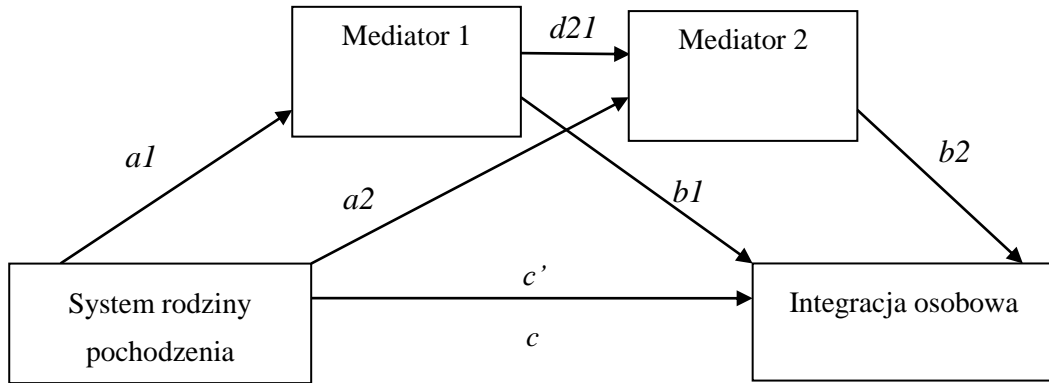 Mediator 1
d21
Mediator 2
a1
a2
b1
b2
System rodziny
pochodzenia
c’
c
Integracja osobowa